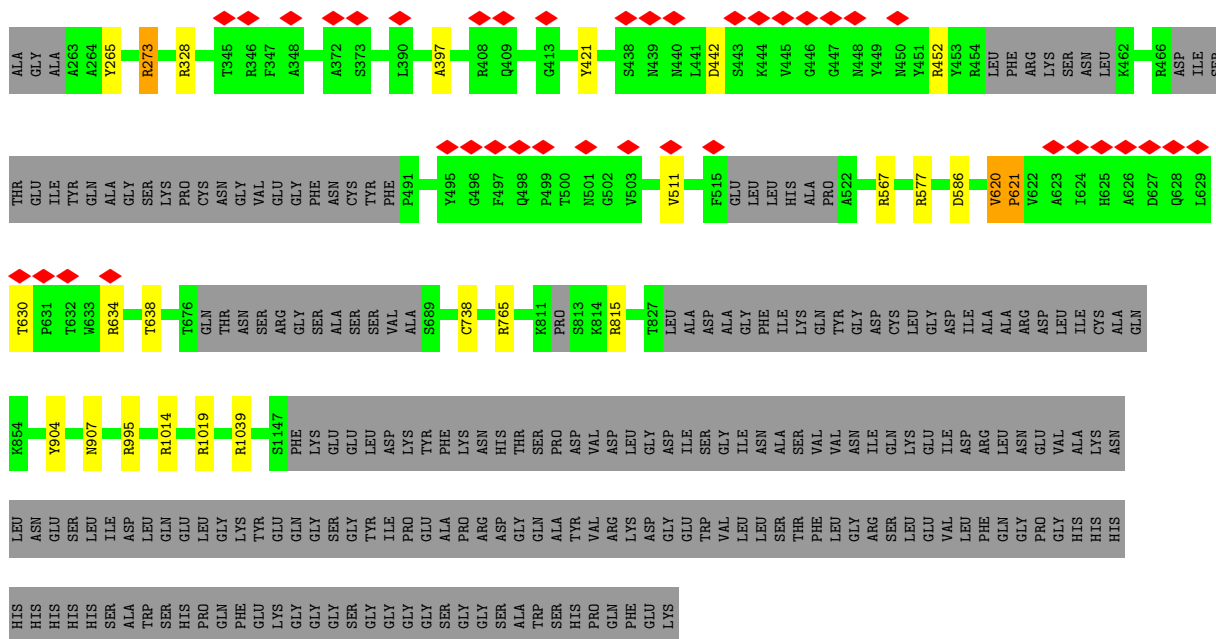 ALA GLY ALA A263 A264 Y265 R273 R328 T345 R346 F347 A348 A372 S373 L390 A397 R408 Q409 G413 Y421 S438 N439 N440 L441 D442 S443 K444 V445 G446 G447 N448 Y449 N450 Y451 R452 Y453 R454 LEU PHE ARG LYS SER ASN LEU K462 R466 ASP ILE SER
THR GLU ILE TYR GLN ALA GLY SER LYS PRO CYS ASN GLY VAL GLU GLY PHE ASN CYS TYR PHE P491 Y495 G496 F497 Q498 P499 T500 N501 G502 V503 V511 F515 GLU LEU LEU HIS ALA PRO A522 R567 R577 D586 V620 P621 V622 A623 I624 H625 A626 D627 Q628 L629
T630 P631 T632 W633 R634 T638 T676 GLN THR ASN SER ARG GLY SER ALA SER SER VAL ALA S689 C738 R765 K811 PRO S813 K814 R815 T827 LEU ALA ASP ALA GLY PHE ILE LYS GLN TYR GLY ASP CYS LEU GLY ASP ILE ALA ALA ARG ASP LEU ILE CYS ALA GLN
K854 Y904 N907 R995 R1014 R1019 R1039 S1147 PHE LYS GLU GLU LEU ASP LYS TYR PHE LYS ASN HIS THR SER PRO ASP VAL ASP LEU GLY ASP ILE SER GLY ILE ASN ALA SER VAL VAL ASN ILE GLN LYS GLU ILE ASP ARG LEU ASN GLU VAL ALA LYS ASN
LEU ASN GLU SER LEU ILE ASP LEU GLN GLU LEU GLY LYS TYR GLU GLN GLY SER GLY TYR ILE PRO GLU ALA PRO ARG ASP GLY GLN ALA TYR VAL ARG LYS ASP GLY GLU TRP VAL LEU LEU SER THR PHE LEU GLY ARG SER LEU GLU VAL LEU PHE GLN GLY PRO GLY HIS HIS HIS
HIS HIS HIS HIS HIS SER ALA TRP SER HIS PRO GLN PHE GLU LYS GLY GLY GLY SER GLY GLY GLY GLY SER GLY GLY SER ALA TRP SER HIS PRO GLN PHE GLU LYS